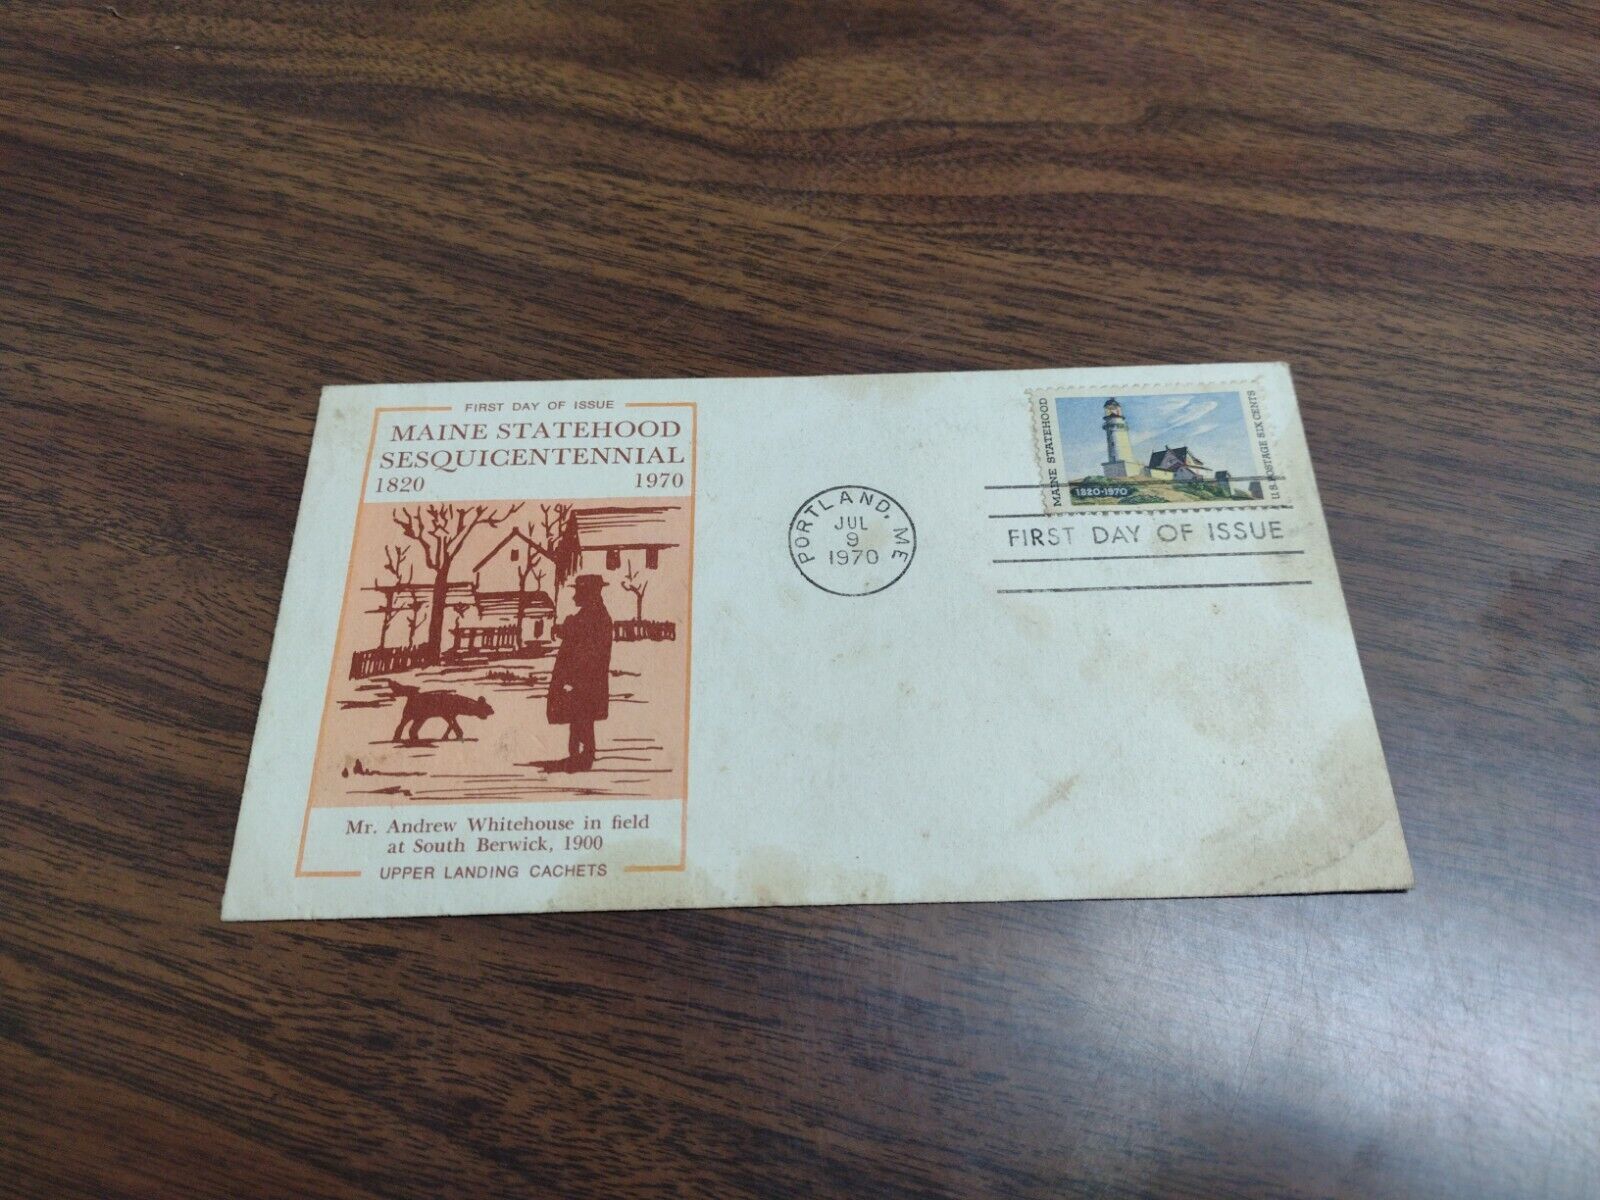 FIRST DAY OF ISSUE
MAINE STATEHOOD
SESQUICENTENNIAL
1820 1970
Mr. Andrew Whitehouse in field
at South Berwick, 1900
UPPER LANDING CACHETS
PORTLAND, ME
JUL
9
1970
MAINE STATEHOOD
1820-1970
U.S. POSTAGE SIX CENTS
FIRST DAY OF ISSUE